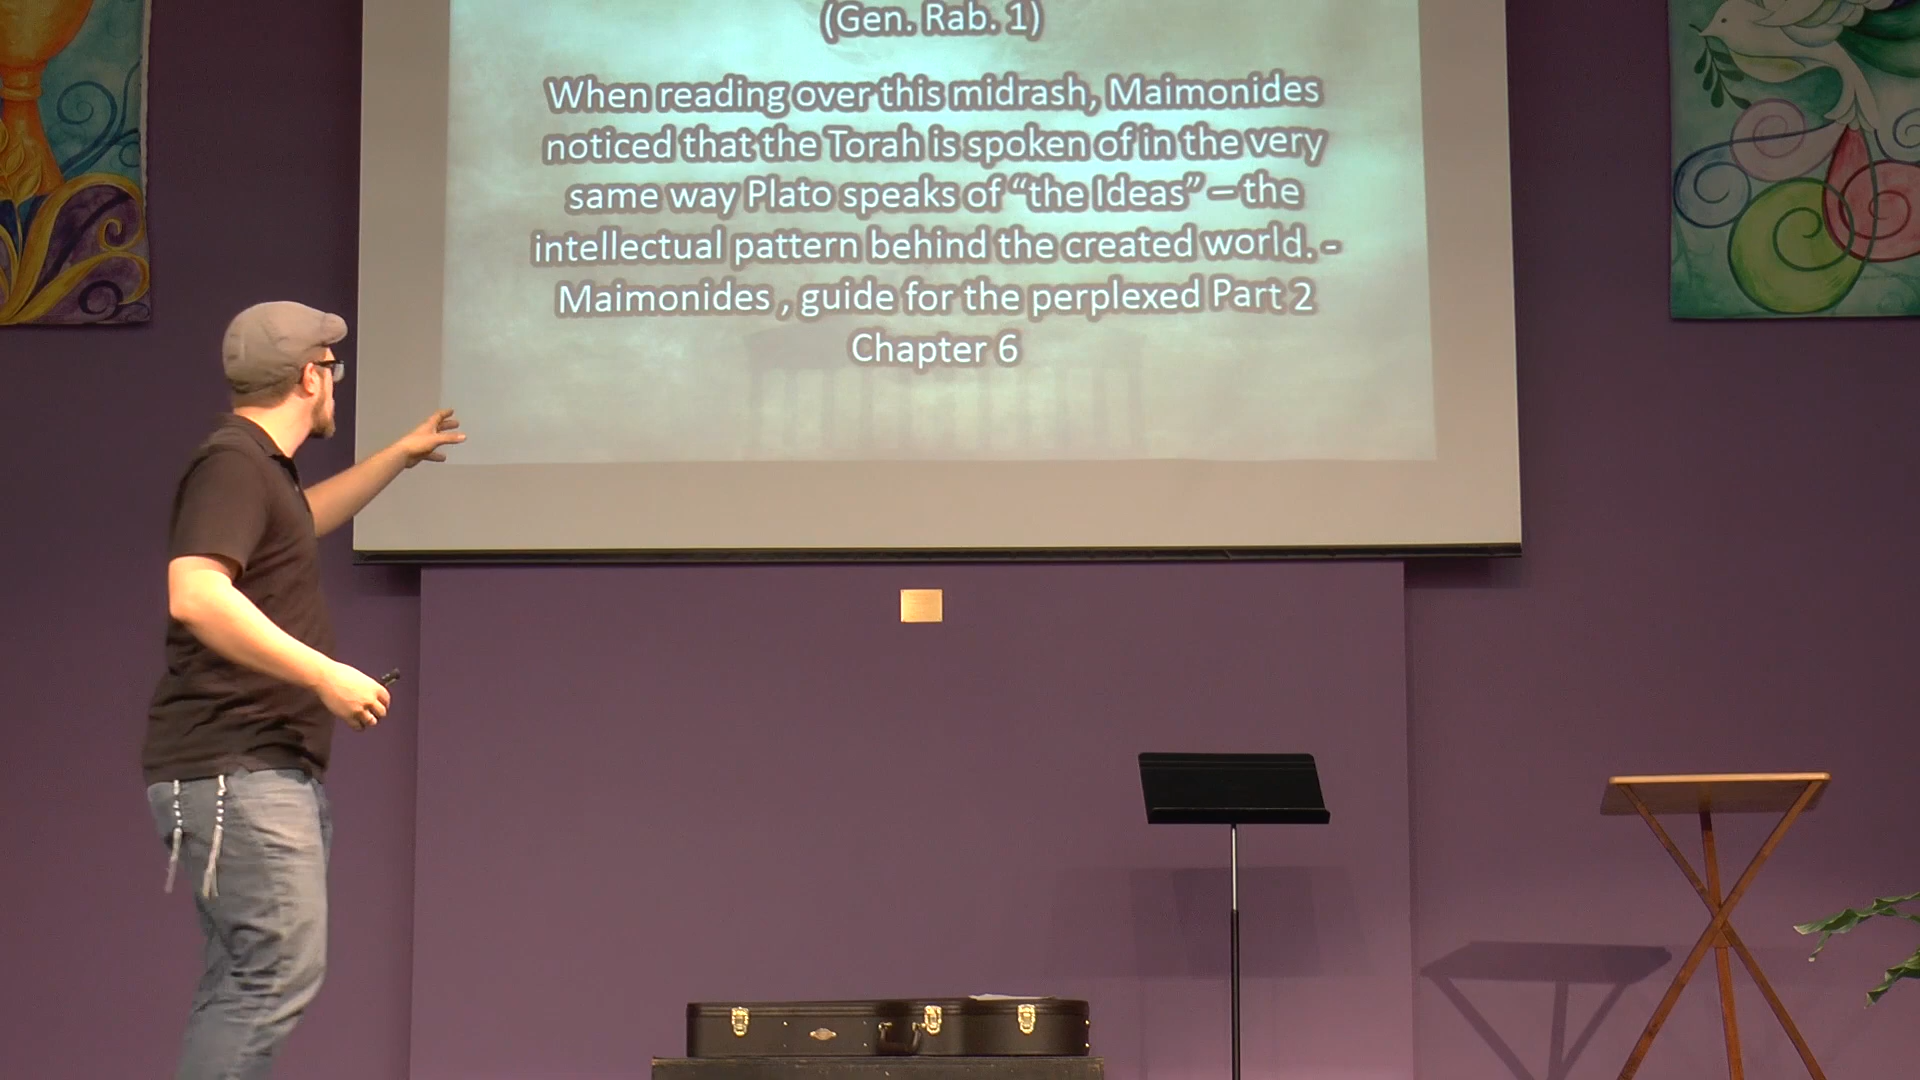 (Gen. Rab. 1)
When reading over this midrash, Maimonides
noticed that the Torah is spoken of in the very
same way Plato speaks of “the Ideas” – the
intellectual pattern behind the created world. -
Maimonides , guide for the perplexed Part 2
Chapter 6